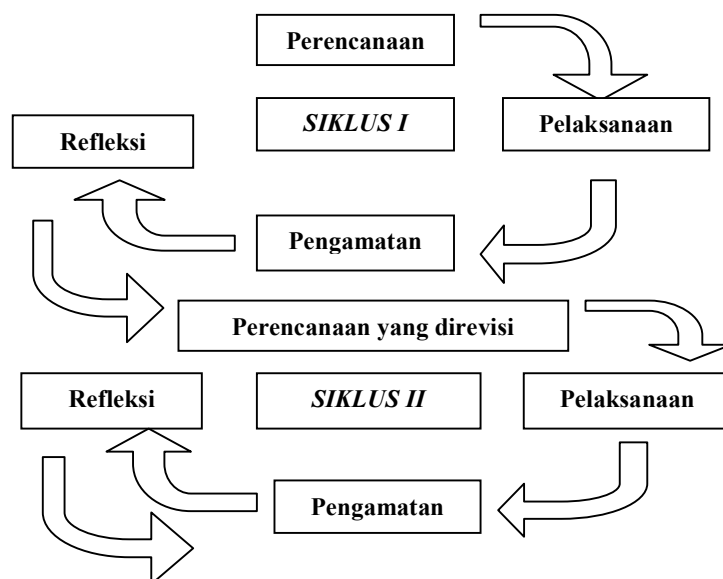 Perencanaan
SIKLUS I
Pelaksanaan
Refleksi
Pengamatan
Perencanaan yang direvisi
Refleksi
SIKLUS II
Pelaksanaan
Pengamatan